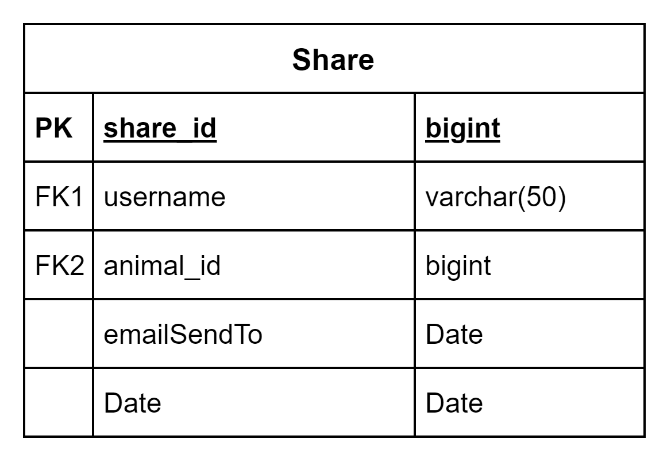 Share
PK share_id bigint
FK1 username varchar(50)
FK2 animal_id bigint
emailSendTo Date
Date Date